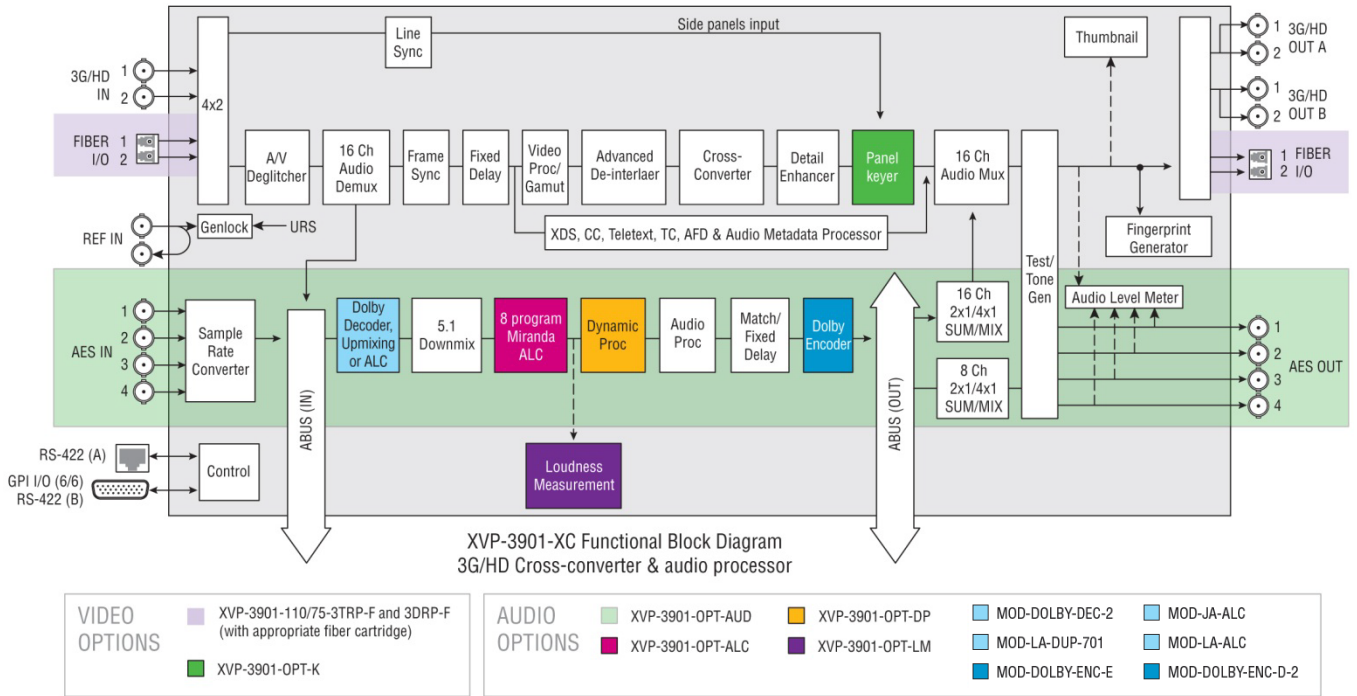 Side panels input
Line
Sync
Thumbnail
1
2
3G/HD
OUT A
1
2
3G/HD
OUT B
3G/HD
IN
1
2
4x2
FIBER
I/O
1
2
A/V
Deglitcher
16 Ch
Audio
Demux
Frame
Sync
Fixed
Delay
Video
Proc/
Gamut
Advanced
De-interlaer
Cross-
Converter
Detail
Enhancer
Panel
keyer
16 Ch
Audio Mux
1
2
FIBER
I/O
REF IN
Genlock
URS
XDS, CC, Teletext, TC, AFD & Audio Metadata Processor
Fingerprint
Generator
Test/
Tone
Gen
Audio Level Meter
AES IN
1
2
3
4
Sample
Rate
Converter
ABUS (IN)
Dolby
Decoder,
Upmixing
or ALC
5.1
Downmix
8 program
Miranda
ALC
Dynamic
Proc
Audio
Proc
Match/
Fixed
Delay
Dolby
Encoder
ABUS (OUT)
16 Ch
2x1/4x1
SUM/MIX
8 Ch
2x1/4x1
SUM/MIX
1
2
3
4
AES OUT
RS-422 (A)
GPI I/O (6/6)
RS-422 (B)
Control
Loudness
Measurement
XVP-3901-XC Functional Block Diagram
3G/HD Cross-converter & audio processor
VIDEO
OPTIONS
XVP-3901-110/75-3TRP-F and 3DRP-F
(with appropriate fiber cartridge)
XVP-3901-OPT-K
AUDIO
OPTIONS
XVP-3901-OPT-AUD
XVP-3901-OPT-ALC
XVP-3901-OPT-DP
XVP-3901-OPT-LM
MOD-DOLBY-DEC-2
MOD-LA-DUP-701
MOD-DOLBY-ENC-E
MOD-JA-ALC
MOD-LA-ALC
MOD-DOLBY-ENC-D-2